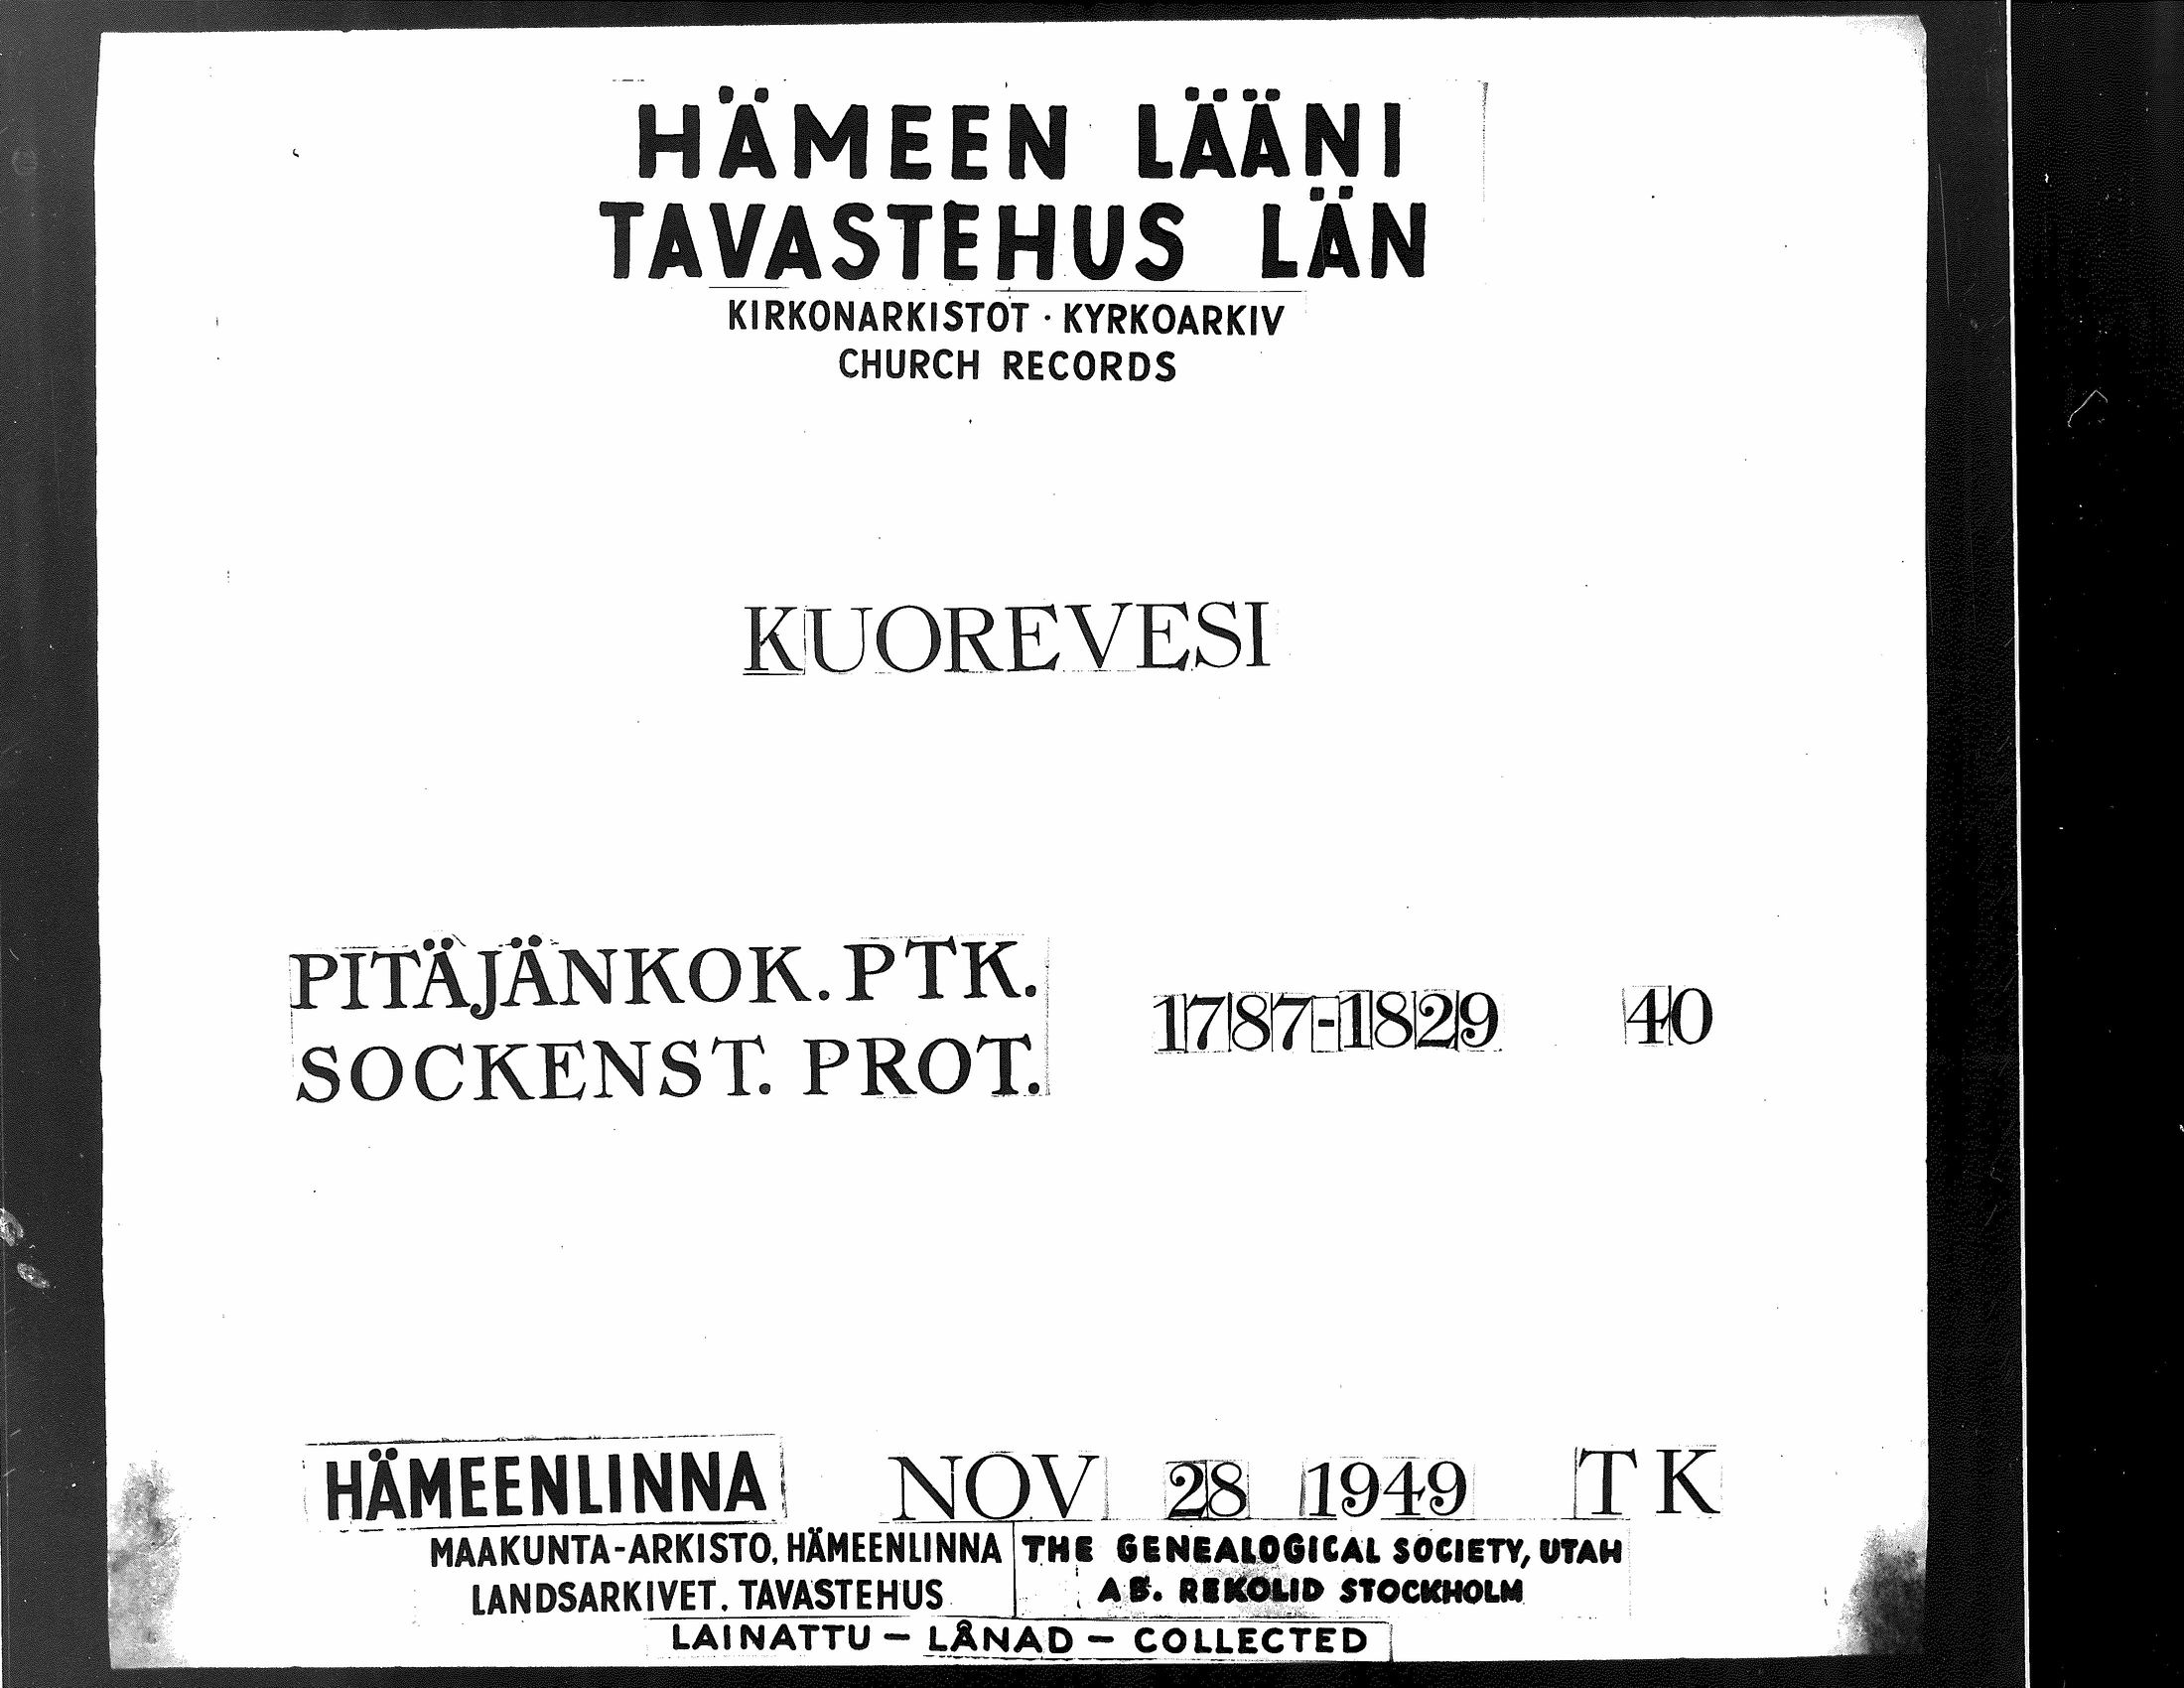 HÄMEEN LÄÄNI
TAVASTEHUS LÄN
KIRKONARKISTOT · KYRKOARKIV
CHURCH RECORDS
KUOREVESI
PITÄJÄNKOK. PTK.
SOCKENST. PROT.
1787-1829 40
HÄMEENLINNA NOV 28 1949 T K
MAAKUNTA-ARKISTO, HÄMEENLINNA
LANDSARKIVET. TAVASTEHUS
THE GENEALOGICAL SOCIETY, UTAH
AB. REKOLID STOCKHOLM
LAINATTU – LÅNAD – COLLECTED